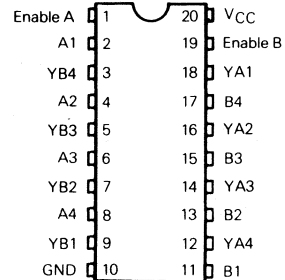 Enable A 1 20 VCC
A1 2 19 Enable B
YB4 3 18 YA1
A2 4 17 B4
YB3 5 16 YA2
A3 6 15 B3
YB2 7 14 YA3
A4 8 13 B2
YB1 9 12 YA4
GND 10 11 B1